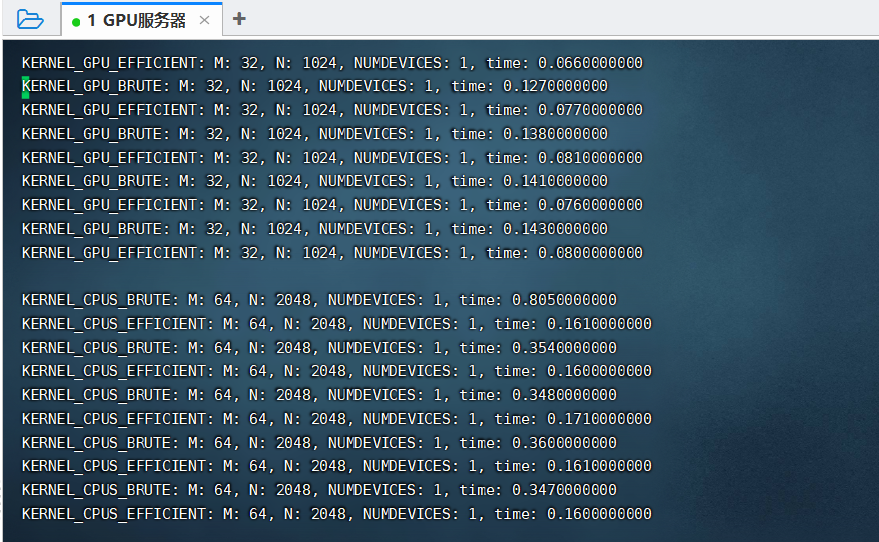 1 GPU服务器 × +
KERNEL_GPU_EFFICIENT: M: 32, N: 1024, NUMDEVICES: 1, time: 0.0660000000
KERNEL_GPU_BRUTE: M: 32, N: 1024, NUMDEVICES: 1, time: 0.1270000000
KERNEL_GPU_EFFICIENT: M: 32, N: 1024, NUMDEVICES: 1, time: 0.0770000000
KERNEL_GPU_BRUTE: M: 32, N: 1024, NUMDEVICES: 1, time: 0.1380000000
KERNEL_GPU_EFFICIENT: M: 32, N: 1024, NUMDEVICES: 1, time: 0.0810000000
KERNEL_GPU_BRUTE: M: 32, N: 1024, NUMDEVICES: 1, time: 0.1410000000
KERNEL_GPU_EFFICIENT: M: 32, N: 1024, NUMDEVICES: 1, time: 0.0760000000
KERNEL_GPU_BRUTE: M: 32, N: 1024, NUMDEVICES: 1, time: 0.1430000000
KERNEL_GPU_EFFICIENT: M: 32, N: 1024, NUMDEVICES: 1, time: 0.0800000000
KERNEL_CPUS_BRUTE: M: 64, N: 2048, NUMDEVICES: 1, time: 0.8050000000
KERNEL_CPUS_EFFICIENT: M: 64, N: 2048, NUMDEVICES: 1, time: 0.1610000000
KERNEL_CPUS_BRUTE: M: 64, N: 2048, NUMDEVICES: 1, time: 0.3540000000
KERNEL_CPUS_EFFICIENT: M: 64, N: 2048, NUMDEVICES: 1, time: 0.1600000000
KERNEL_CPUS_BRUTE: M: 64, N: 2048, NUMDEVICES: 1, time: 0.3480000000
KERNEL_CPUS_EFFICIENT: M: 64, N: 2048, NUMDEVICES: 1, time: 0.1710000000
KERNEL_CPUS_BRUTE: M: 64, N: 2048, NUMDEVICES: 1, time: 0.3600000000
KERNEL_CPUS_EFFICIENT: M: 64, N: 2048, NUMDEVICES: 1, time: 0.1610000000
KERNEL_CPUS_BRUTE: M: 64, N: 2048, NUMDEVICES: 1, time: 0.3470000000
KERNEL_CPUS_EFFICIENT: M: 64, N: 2048, NUMDEVICES: 1, time: 0.1600000000